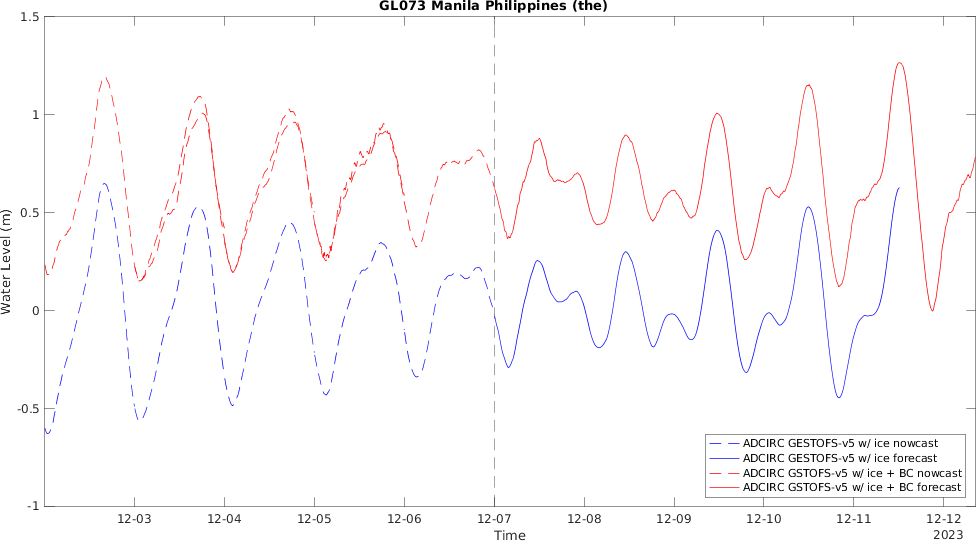 GL073 Manila Philippines (the)
1.5
1
0.5
0
-0.5
-1
Water Level (m)
12-03
12-04
12-05
12-06
12-07
12-08
12-09
12-10
12-11
12-12
2023
Time
ADCIRC GESTOFS-v5 w/ ice nowcast
ADCIRC GESTOFS-v5 w/ ice forecast
ADCIRC GSTOFS-v5 w/ ice + BC nowcast
ADCIRC GSTOFS-v5 w/ ice + BC forecast